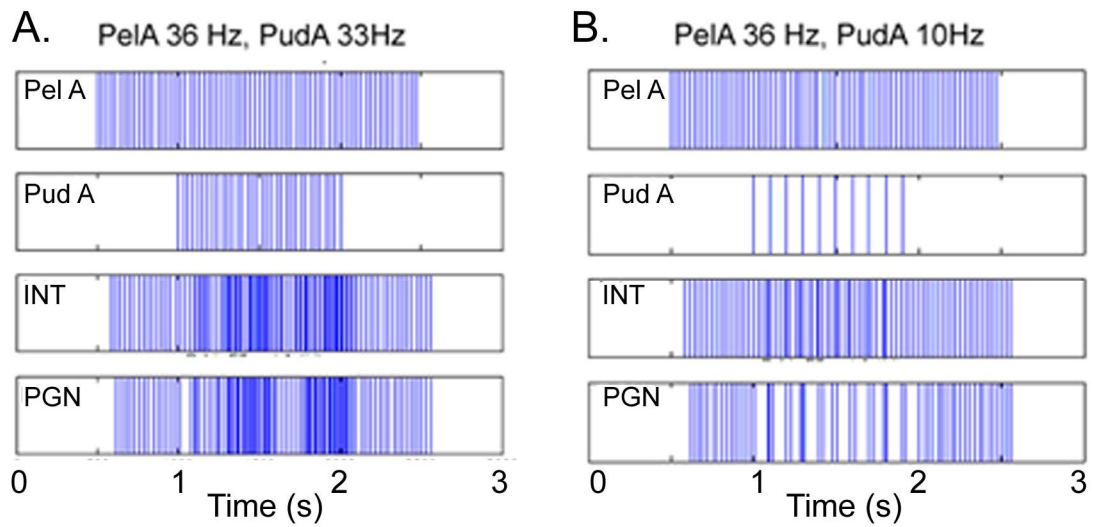 A. PelA 36 Hz, PudA 33Hz
Pel A
Pud A
INT
PGN
0 1 2 3
Time (s)
B. PelA 36 Hz, PudA 10Hz
Pel A
Pud A
INT
PGN
0 1 2 3
Time (s)